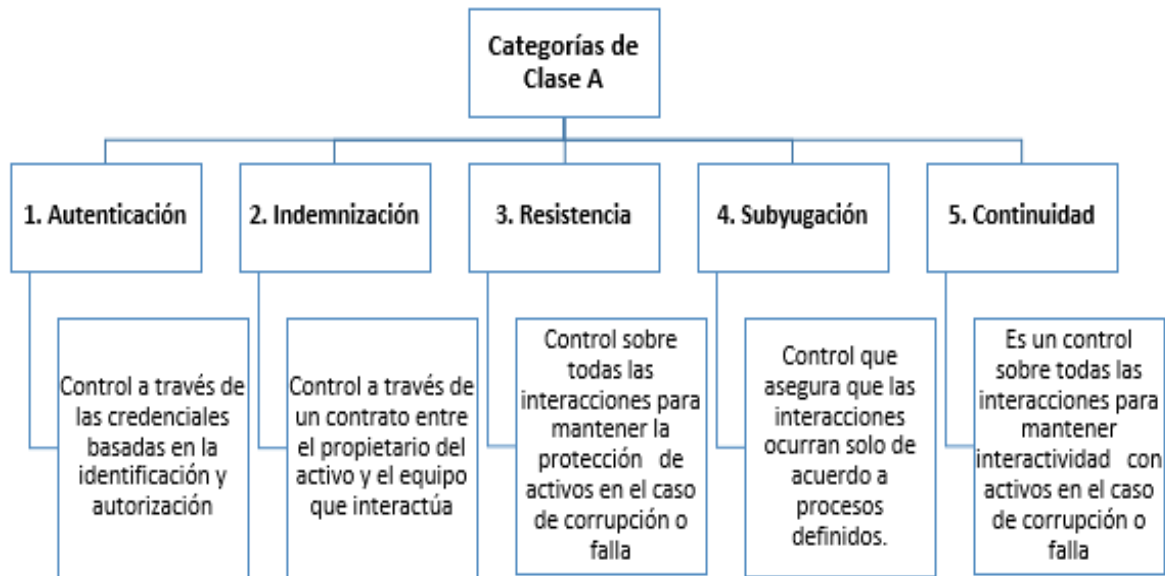 Categorías de
Clase A
1. Autenticación
2. Indemnización
3. Resistencia
4. Subyugación
5. Continuidad
Control a través de
las credenciales
basadas en la
identificación y
autorización
Control a través de
un contrato entre
el propietario del
activo y el equipo
que interactúa
Control sobre
todas las
interacciones para
mantener la
protección de
activos en el caso
de corrupción o
falla
Control que
asegura que las
interacciones
ocurran solo de
acuerdo a
procesos
definidos.
Es un control
sobre todas las
interacciones para
mantener
interactividad con
activos en el caso
de corrupción o
falla